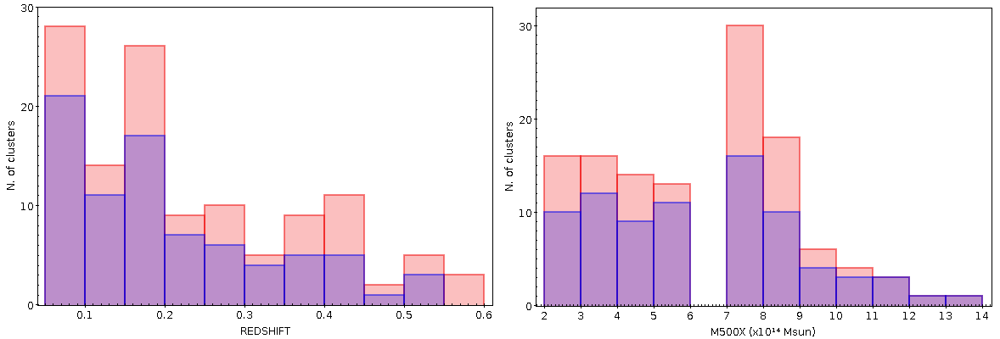 30
20
10
0
N. of clusters
0.1 0.2 0.3 0.4 0.5 0.6
REDSHIFT
30
20
10
0
N. of clusters
2 3 4 5 6 7 8 9 10 11 12 13 14
M500X (x10¹⁴ Msun)